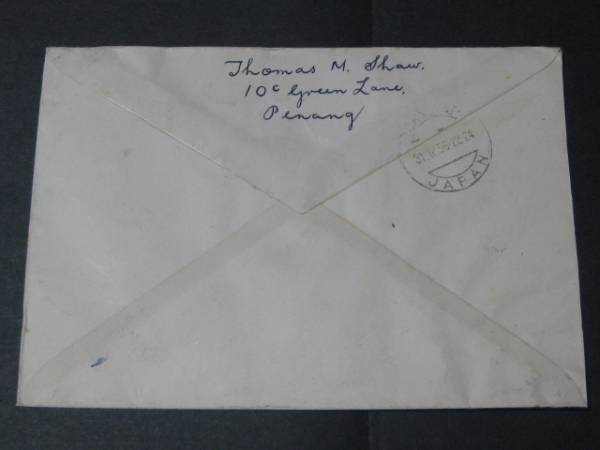 Thomas M. Shaw.
10c Green Lane,
Penang
JAPAN